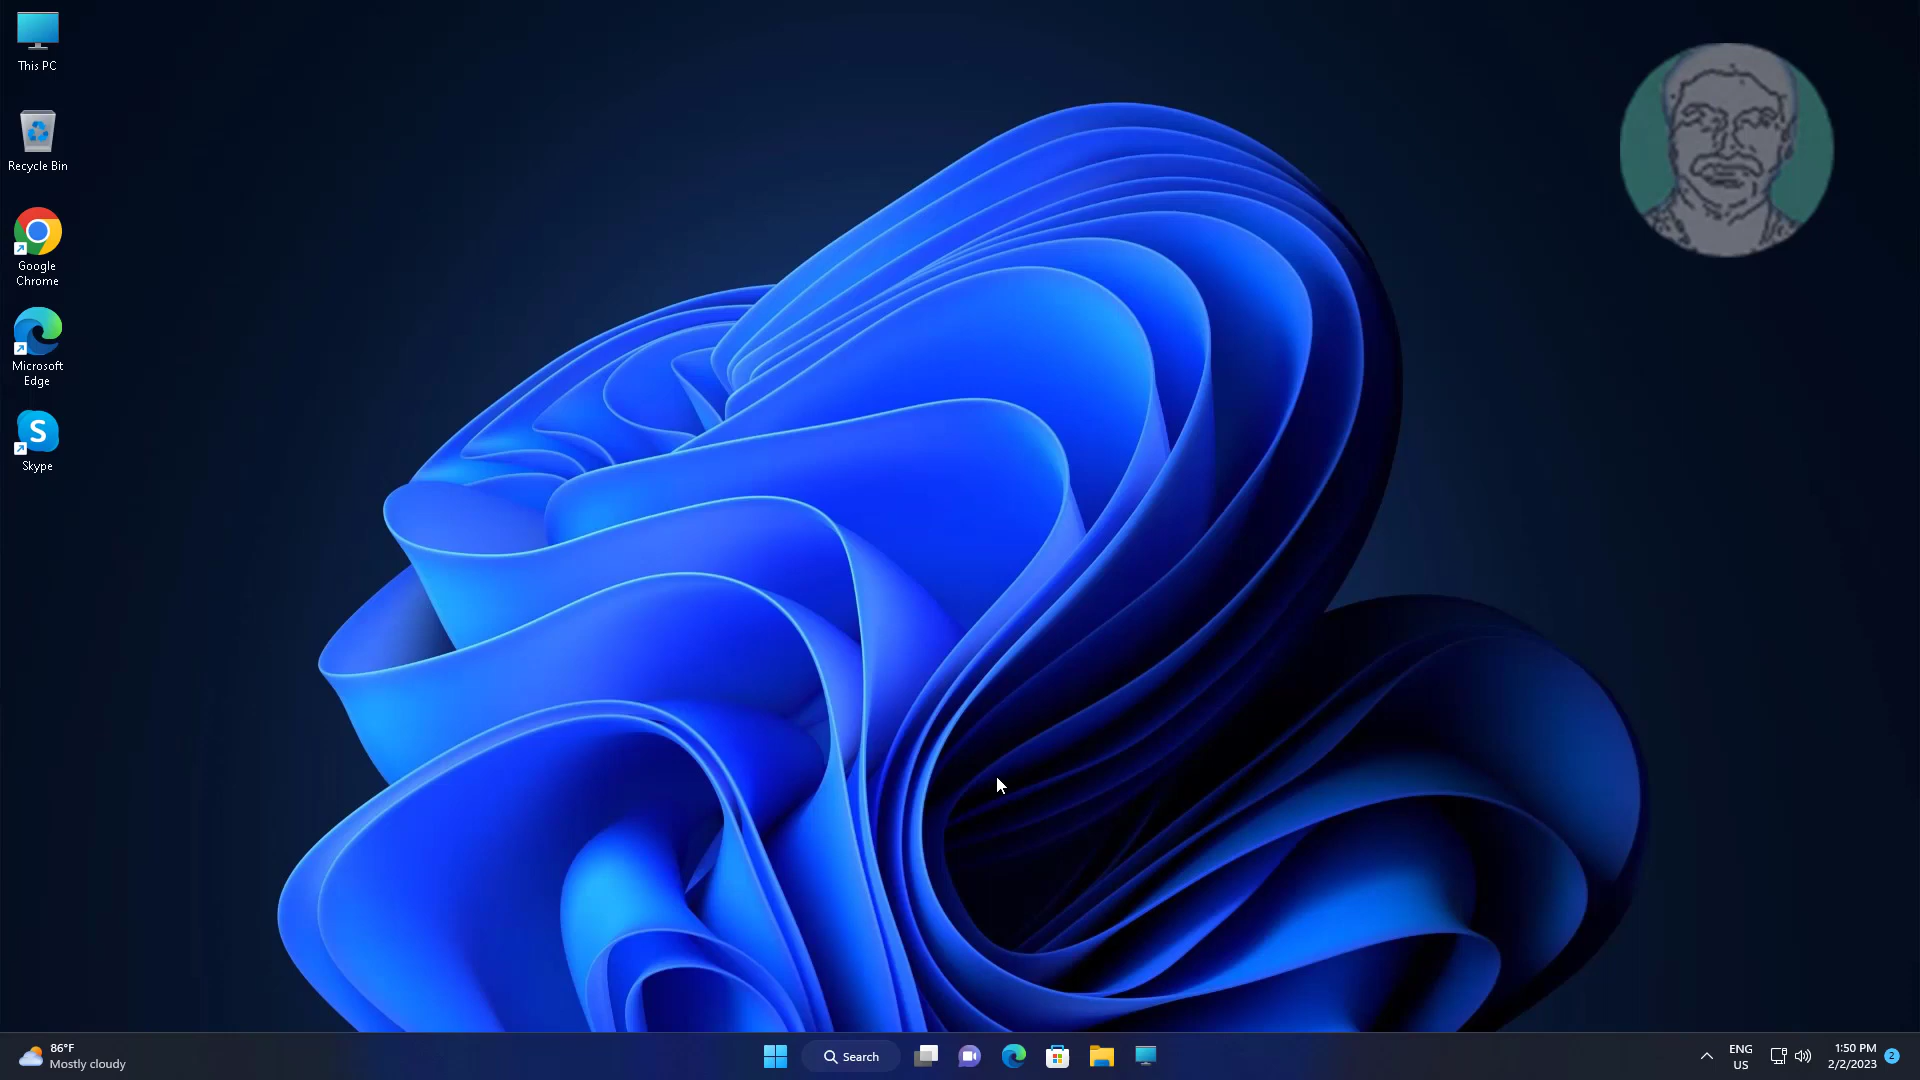 This PC
Recycle Bin
Google
Chrome
Microsoft
Edge
S
Skype
86°F
Mostly cloudy
Search
ENG
US
1:50 PM
2/2/2023
2